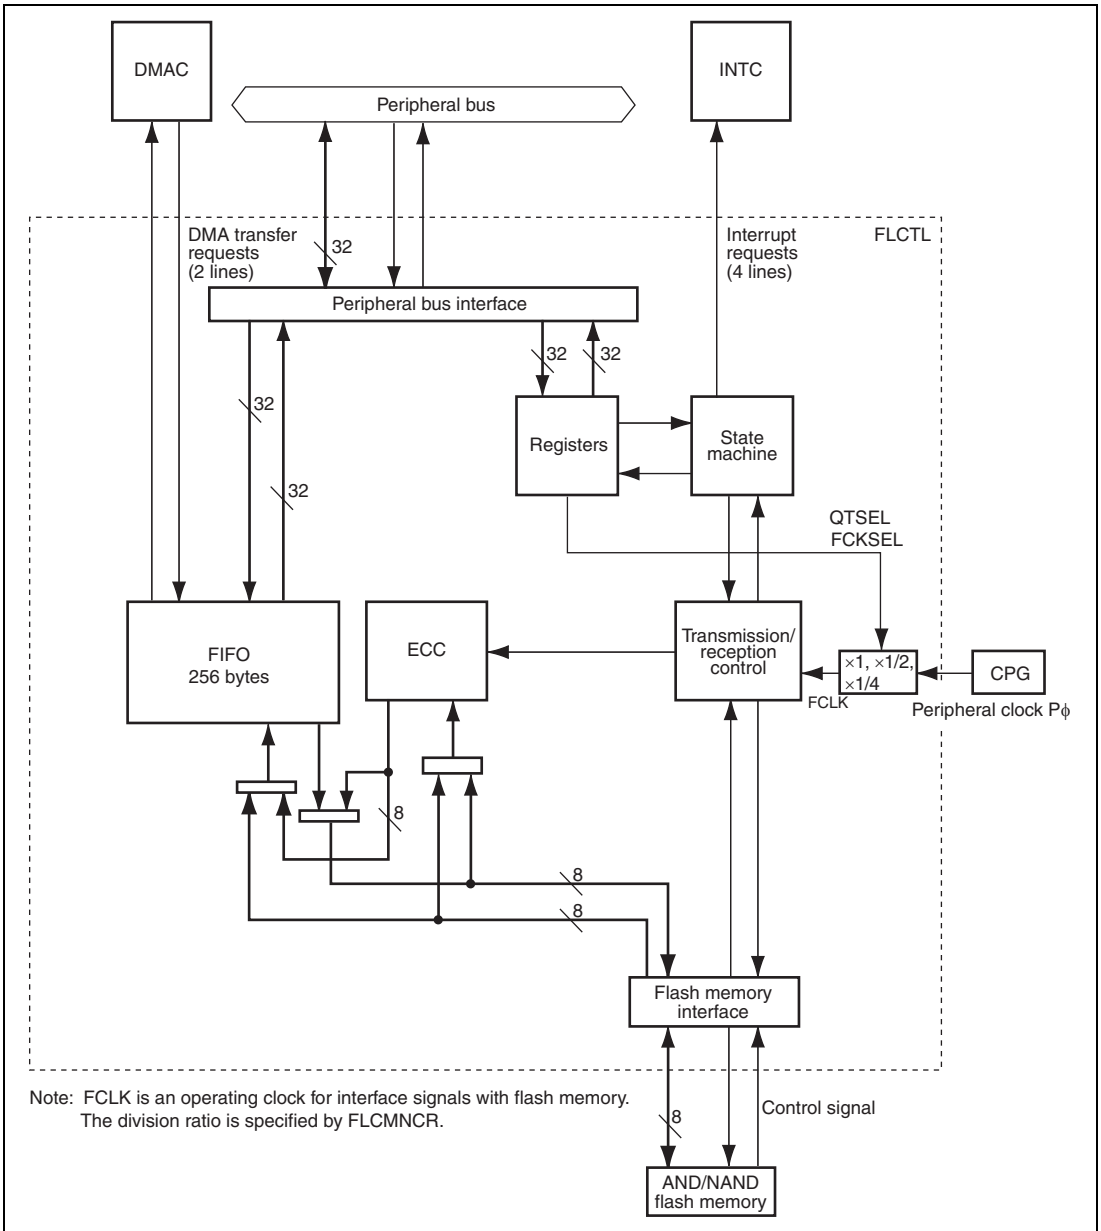 DMAC
INTC
Peripheral bus
DMA transfer
requests
(2 lines)
32
Interrupt
requests
(4 lines)
FLCTL
Peripheral bus interface
32
32
32
32
Registers
State
machine
QTSEL
FCKSEL
FIFO
256 bytes
ECC
Transmission/
reception
control
×1, ×1/2,
×1/4
CPG
FCLK
Peripheral clock Pϕ
8
8
8
Flash memory
interface
Note: FCLK is an operating clock for interface signals with flash memory.
The division ratio is specified by FLCMNCR.
8
Control signal
AND/NAND
flash memory